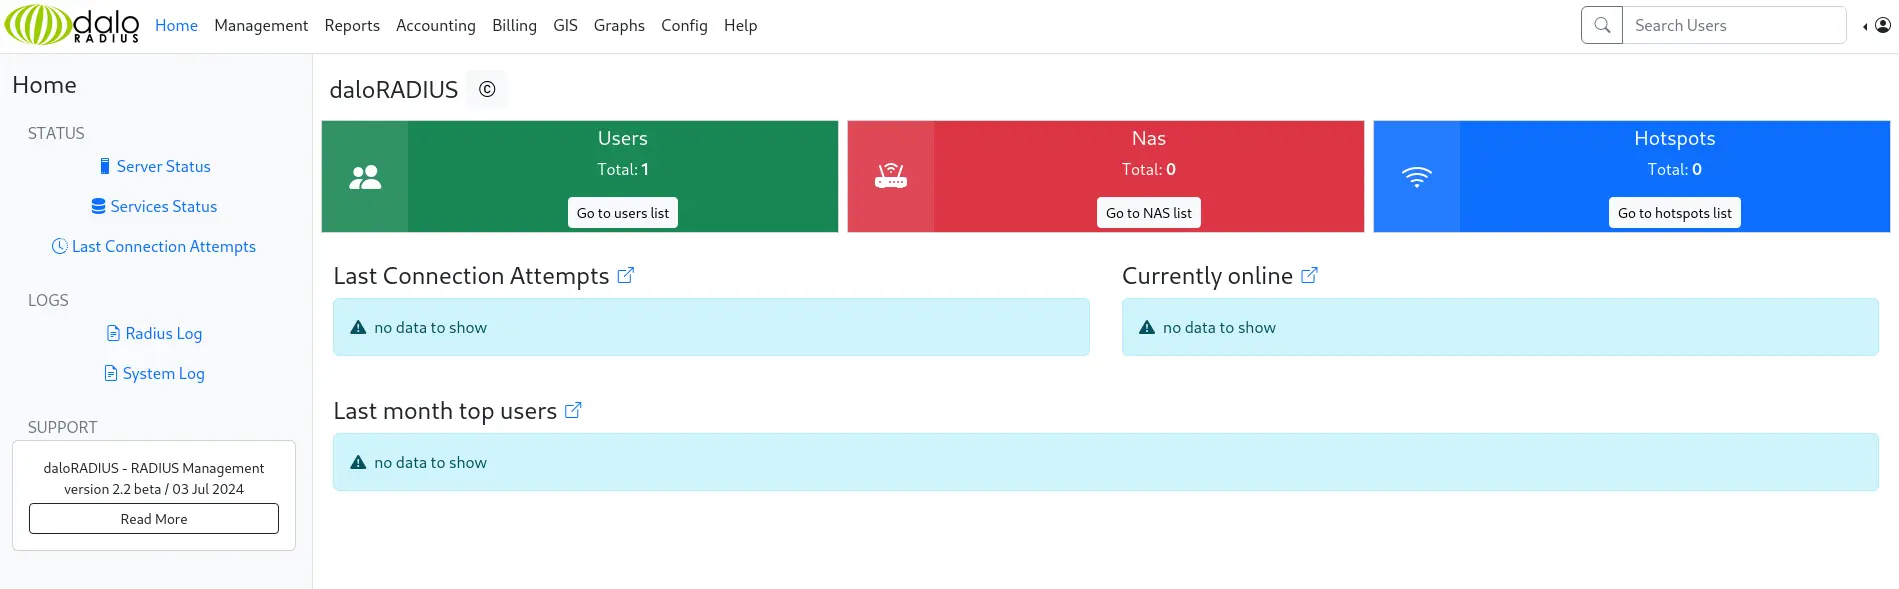 dalo
RADIUS
Home
Management
Reports
Accounting
Billing
GIS
Graphs
Config
Help
Search Users
Home
STATUS
Server Status
Services Status
Last Connection Attempts
LOGS
Radius Log
System Log
SUPPORT
daloRADIUS - RADIUS Management
version 2.2 beta / 03 Jul 2024
Read More
daloRADIUS ©
Users
Total: 1
Go to users list
Nas
Total: 0
Go to NAS list
Hotspots
Total: 0
Go to hotspots list
Last Connection Attempts
no data to show
Currently online
no data to show
Last month top users
no data to show